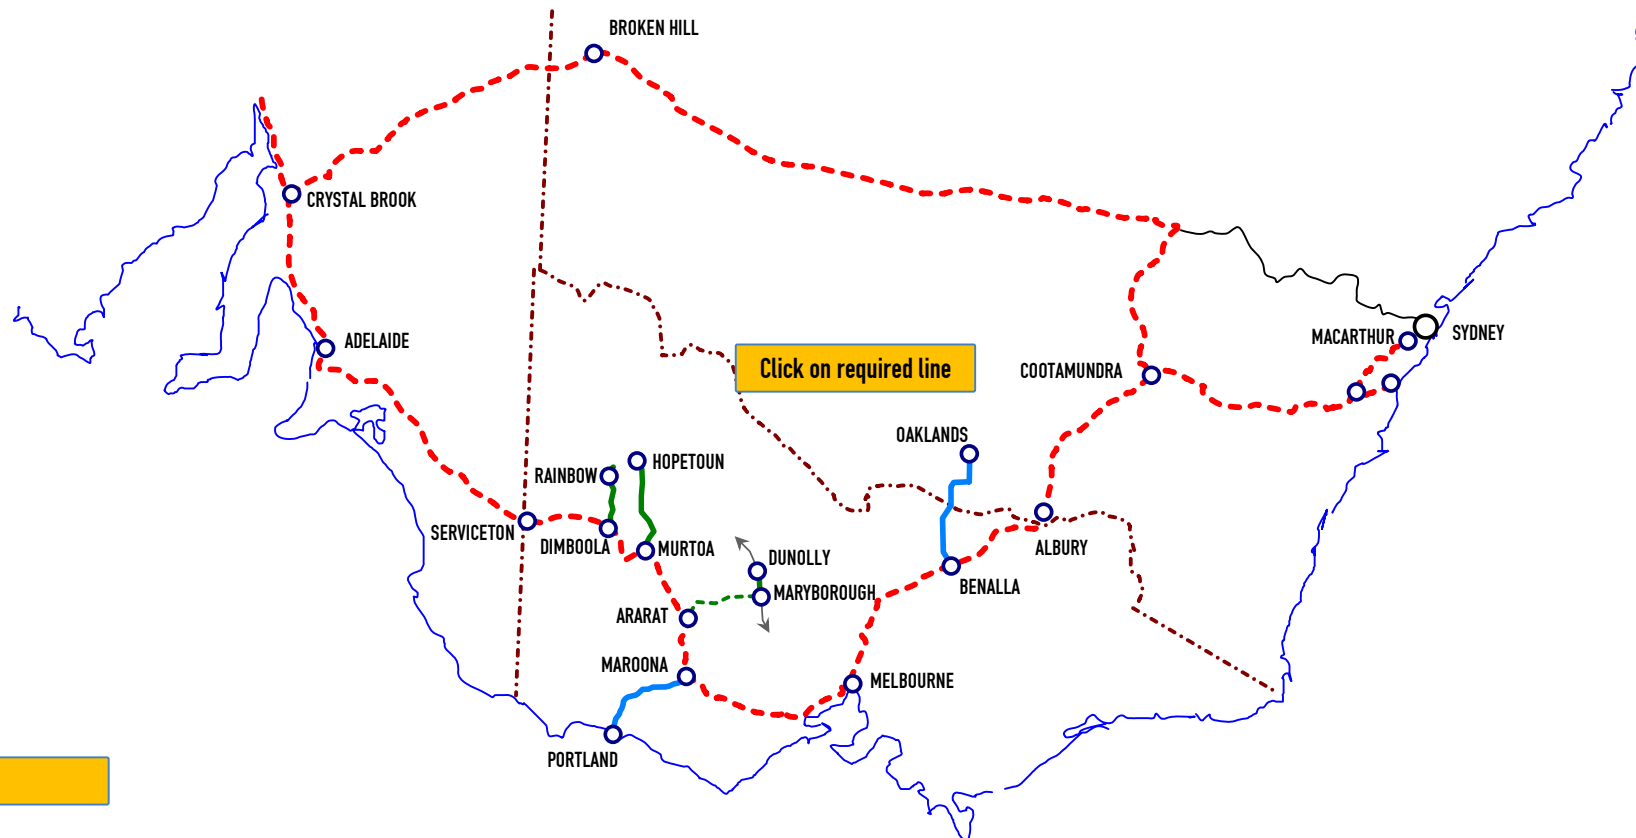 BROKEN HILL
CRYSTAL BROOK
MACARTHUR
SYDNEY
ADELAIDE
Click on required line
COOTAMUNDRA
OAKLANDS
HOPETOUN
RAINBOW
SERVICETON
DIMBOOLA
MURTOA
ALBURY
DUNOLLY
BENALLA
MARYBOROUGH
ARARAT
MAROONA
MELBOURNE
PORTLAND